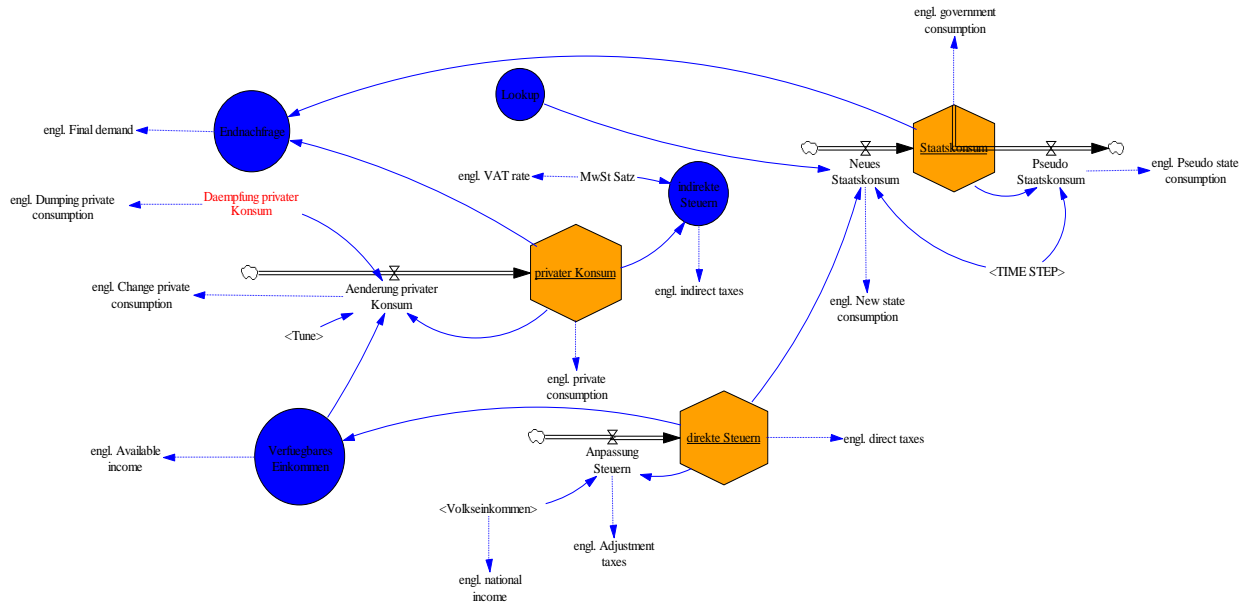 engl. government
consumption
Lookup
engl. Final demand
Endnachfrage
Staatskonsum
Neues
Staatskonsum
Pseudo
Staatskonsum
engl. Pseudo state
consumption
engl. VAT rate
MwSt Satz
indirekte
Steuern
engl. Dumping private
consumption
Daempfung privater
Konsum
privater Konsum
<TIME STEP>
engl. Change private
consumption
Aenderung privater
Konsum
engl. indirect taxes
engl. New state
consumption
<Tune>
engl. private
consumption
direkte Steuern
engl. direct taxes
engl. Available
income
Verfuegbares
Einkommen
Anpassung
Steuern
<Volkseinkommen>
engl. Adjustment
taxes
engl. national
income